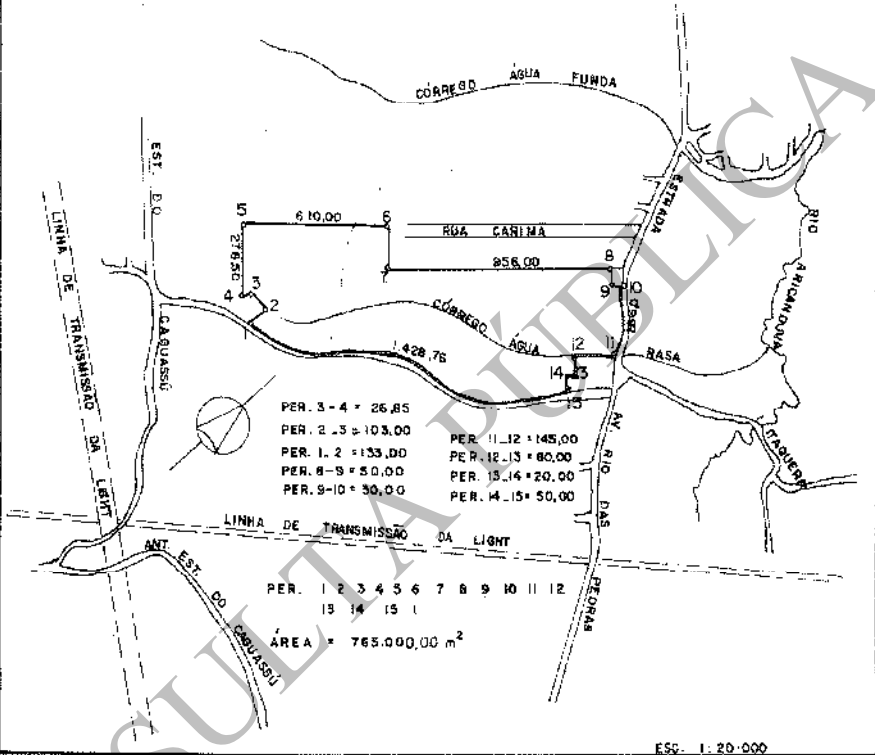 CÓRREGO ÁGUA FUNDA
EST. DO CAGUASSÚ
ESTRADA
RIO ARICANDUVA
LINHA DE TRANSMISSÃO DA LIGHT
5
610,00
6
RUA CARIMA
276,50
7
956,00
8
4
3
2
9
10
1
CÓRREGO ÁGUA RASA
12
11
1.428,76
14
13
15
ITAQUERA
AV. RIO DAS PEDRAS
PER. 3-4 = 26,85
PER. 2-3 = 103,00
PER. 1-2 = 133,00
PER. 8-9 = 50,00
PER. 9-10 = 30,00
PER. 11-12 = 145,00
PER. 12-13 = 80,00
PER. 13-14 = 20,00
PER. 14-15 = 50,00
LINHA DE TRANSMISSÃO DA LIGHT
ANT. EST. DO CAGUASSÚ
PER. 1 2 3 4 5 6 7 8 9 10 11 12
13 14 15 1
ÁREA = 765.000,00 m²
ESC. 1:20.000
SULTA PÚBLICA